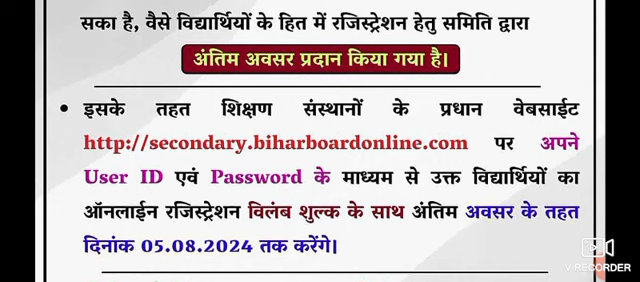 सका है, वैसे विद्यार्थियों के हित में रजिस्ट्रेशन हेतु समिति द्वारा
अंतिम अवसर प्रदान किया गया है।
• इसके तहत शिक्षण संस्थानों के प्रधान वेबसाईट
http://secondary.biharboardonline.com पर अपने
User ID एवं Password के माध्यम से उक्त विद्यार्थियों का
ऑनलाईन रजिस्ट्रेशन विलंब शुल्क के साथ अंतिम अवसर के तहत
दिनांक 05.08.2024 तक करेंगे।
V RECORDER